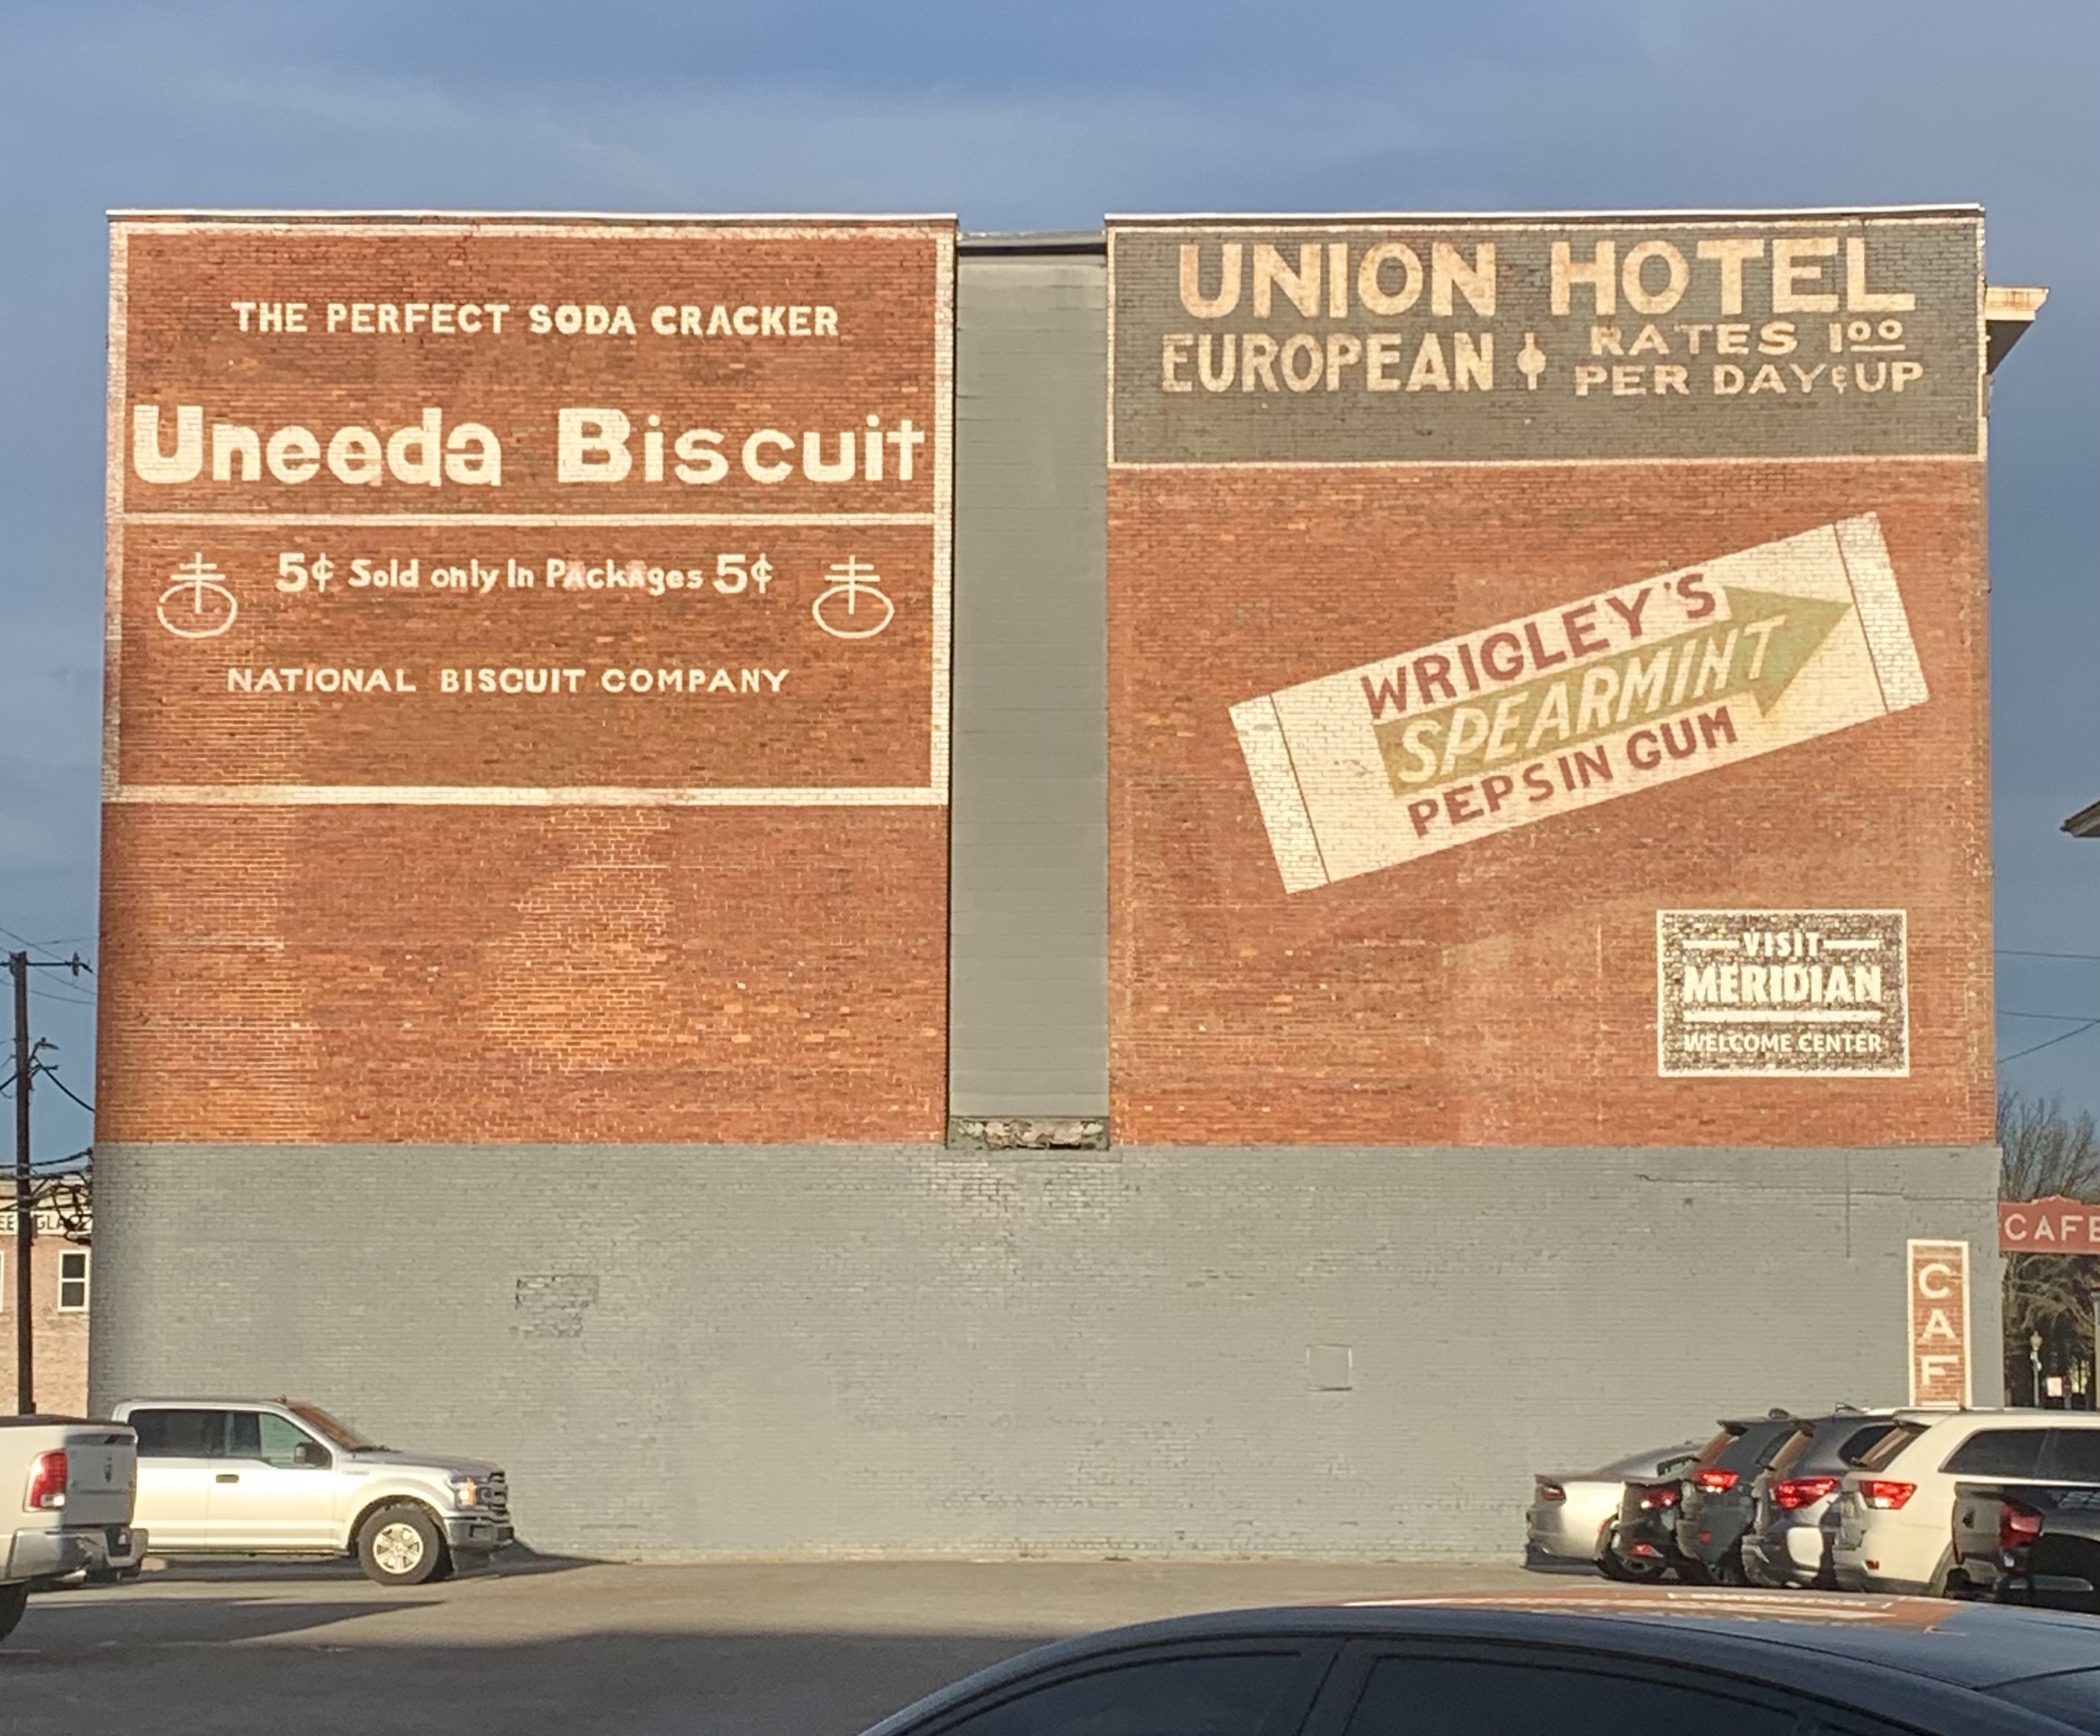 THE PERFECT SODA CRACKER
Uneeda Biscuit
5¢ Sold only In PAckAges 5¢
NATIONAL BISCUIT COMPANY
UNION HOTEL
EUROPEAN
RATES 100
PER DAY & UP
WRIGLEY'S
SPEARMINT
PEPSIN GUM
VISIT
MERIDIAN
WELCOME CENTER
CAFE
CAF